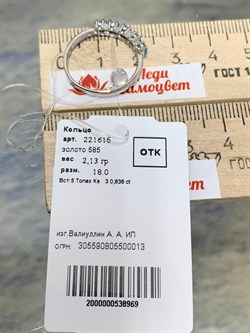 Леди
Самоцвет
ГОСТ 1
Кольцо
арт. 221616
золото 585
вес 2,13 гр
разм. 18.0
Вст: 5 Топаз Кв 3 0,836 ct
ОТК
изг. Валиуллин А. А. ИП
ОГРН: 305590805500013
2000000538969